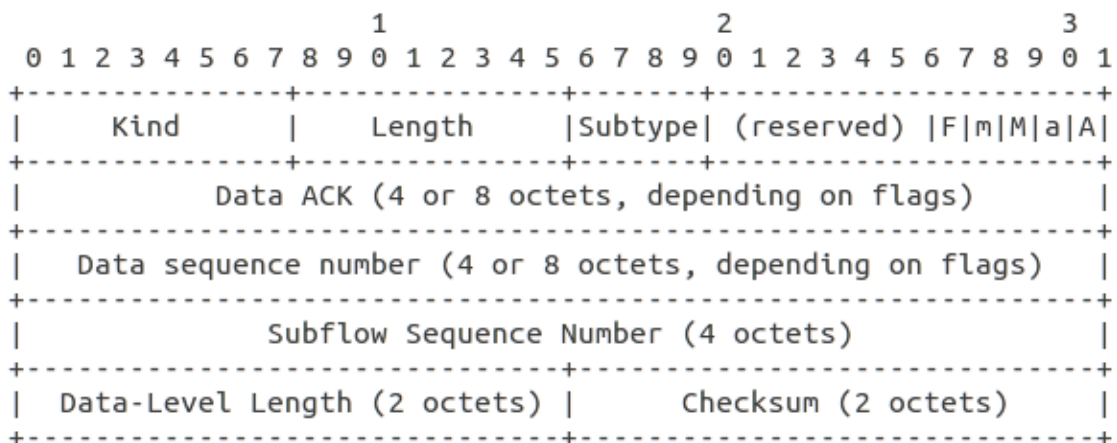 1                   2                   3
 0 1 2 3 4 5 6 7 8 9 0 1 2 3 4 5 6 7 8 9 0 1 2 3 4 5 6 7 8 9 0 1
+---------------+---------------+-------+----------------------+
|     Kind      |    Length     |Subtype| (reserved) |F|m|M|a|A|
+---------------+---------------+-------+----------------------+
|           Data ACK (4 or 8 octets, depending on flags)       |
+--------------------------------------------------------------+
|   Data sequence number (4 or 8 octets, depending on flags)   |
+--------------------------------------------------------------+
|              Subflow Sequence Number (4 octets)              |
+-------------------------------+------------------------------+
|  Data-Level Length (2 octets) |      Checksum (2 octets)     |
+-------------------------------+------------------------------+